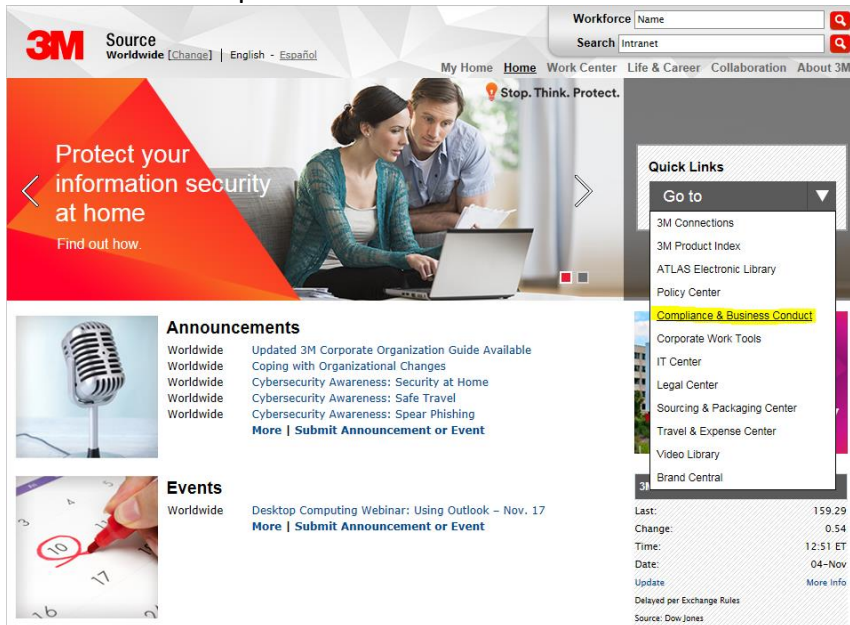 3M
Source
Worldwide [Change] | English - Español
Workforce Name
Search Intranet
My Home Home Work Center Life & Career Collaboration About 3M
Stop. Think. Protect.
Protect your
information security
at home
Find out how.
Quick Links
Go to
3M Connections
3M Product Index
ATLAS Electronic Library
Policy Center
Compliance & Business Conduct
Corporate Work Tools
IT Center
Legal Center
Sourcing & Packaging Center
Travel & Expense Center
Video Library
Brand Central
Announcements
Worldwide Updated 3M Corporate Organization Guide Available
Worldwide Coping with Organizational Changes
Worldwide Cybersecurity Awareness: Security at Home
Worldwide Cybersecurity Awareness: Safe Travel
Worldwide Cybersecurity Awareness: Spear Phishing
More | Submit Announcement or Event
Events
Worldwide Desktop Computing Webinar: Using Outlook – Nov. 17
More | Submit Announcement or Event
3 4 5
10 11
17
16
Last: 159.29
Change: 0.54
Time: 12:51 ET
Date: 04-Nov
Update More Info
Delayed per Exchange Rules
Source: Dow Jones